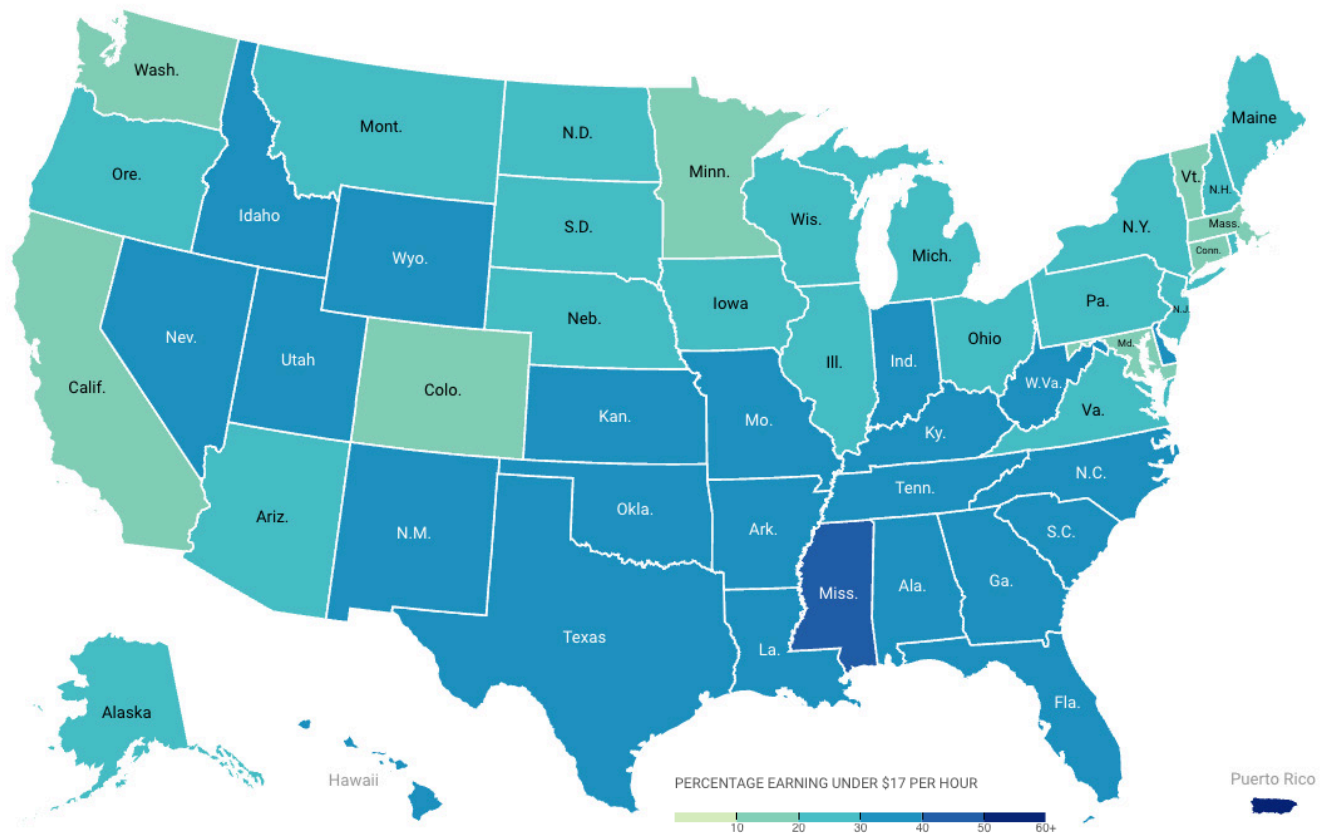 Wash.
Maine
Mont.
N.D.
Minn.
Ore.
Vt.
N.H.
Idaho
S.D.
Wis.
N.Y.
Mass.
Wyo.
Mich.
Conn.
Pa.
Neb.
Iowa
N.J.
Nev.
Utah
Ohio
Ill.
Ind.
Md.
Calif.
Colo.
W.Va.
Kan.
Mo.
Va.
Ky.
N.C.
Tenn.
Ariz.
Okla.
Ark.
N.M.
S.C.
Miss.
Ala.
Ga.
Texas
La.
Alaska
Fla.
Hawaii
PERCENTAGE EARNING UNDER $17 PER HOUR
Puerto Rico
10 20 30 40 50 60+